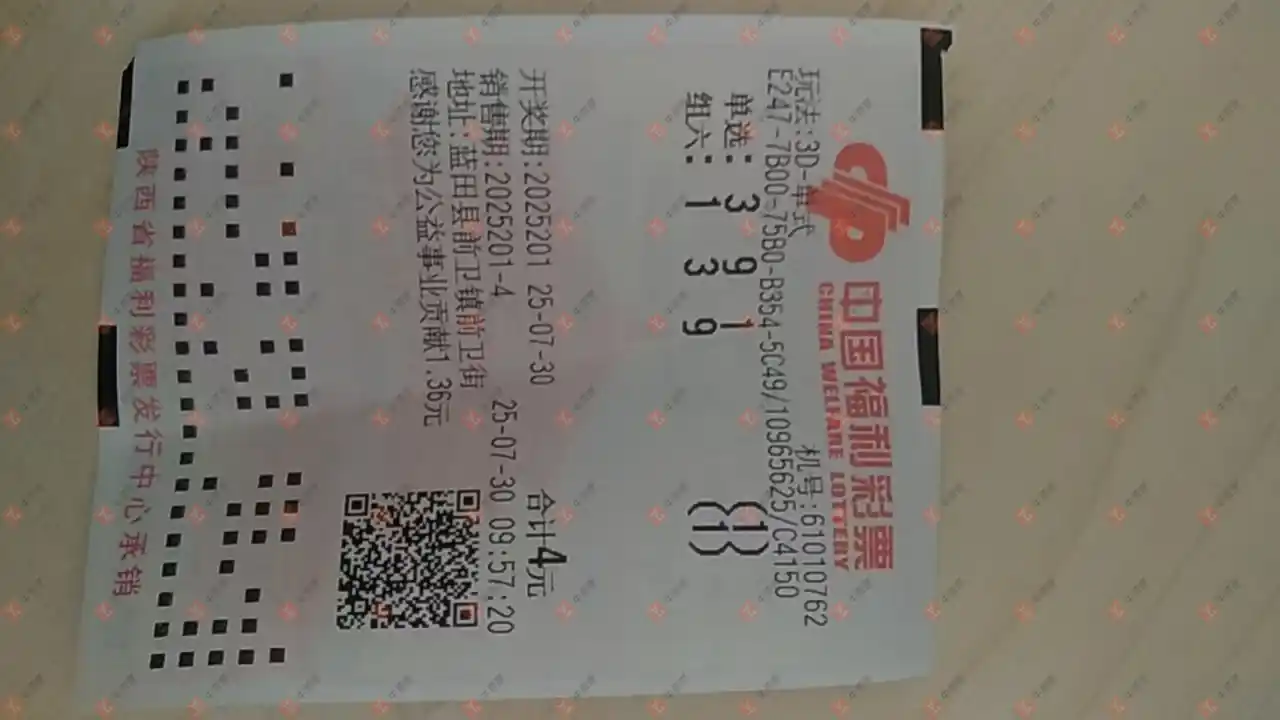 中国福利彩票
CHINA WELFARE LOTTERY
玩法:3D-单式 机号:61010762
E247-7B00-75B0-B354-5C49/10965625/C4150
单选: 3 9 1 (1)
组六: 1 3 9 (1)
开奖期:2025201 25-07-30 合计4元
销售期:2025201-4 25-07-30 09:57:20
地址:蓝田县前卫镇前卫街
感谢您为公益事业贡献1.36元
陕西省福利彩票发行中心承销